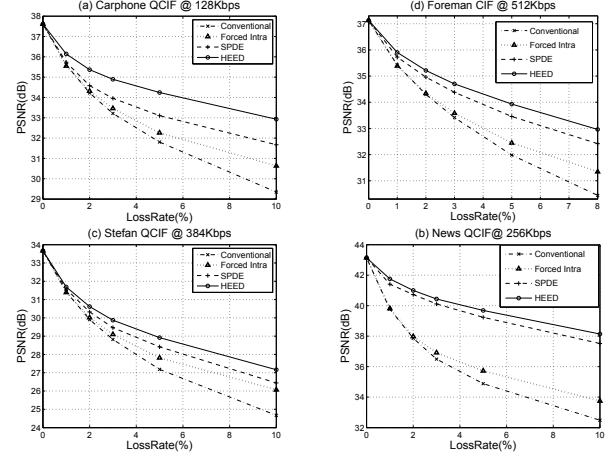 (a) Carphone QCIF @ 128Kbps
38
37
36
35
34
33
32
31
30
29
PSNR(dB)
0 2 4 6 8 10
LossRate(%)
Conventional
Forced Intra
SPDE
HEED
(d) Foreman CIF @ 512Kbps
37
36
35
34
33
32
31
PSNR(dB)
0 1 2 3 4 5 6 7 8
LossRate(%)
Conventional
Forced Intra
SPDE
HEED
(c) Stefan QCIF @ 384Kbps
34
33
32
31
30
29
28
27
26
25
24
PSNR(dB)
0 2 4 6 8 10
LossRate(%)
Conventional
Forced Intra
SPDE
HEED
(b) News QCIF@ 256Kbps
44
42
40
38
36
34
32
PSNR(dB)
0 2 4 6 8 10
LossRate(%)
Conventional
Forced Intra
SPDE
HEED